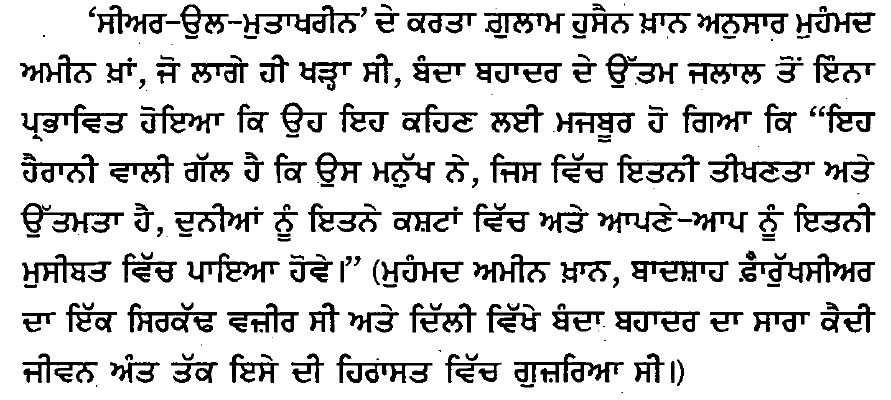 'ਸੀਅਰ-ਉਲ-ਮੁਤਾਖਰੀਨ' ਦੇ ਕਰਤਾ ਗ਼ੁਲਾਮ ਹੁਸੈਨ ਖ਼ਾਨ ਅਨੁਸਾਰ ਮੁਹੰਮਦ
ਅਮੀਨ ਖ਼ਾਂ, ਜੋ ਲਾਗੇ ਹੀ ਖੜ੍ਹਾ ਸੀ, ਬੰਦਾ ਬਹਾਦਰ ਦੇ ਉੱਤਮ ਜਲਾਲ ਤੋਂ ਇੰਨਾ
ਪ੍ਰਭਾਵਿਤ ਹੋਇਆ ਕਿ ਉਹ ਇਹ ਕਹਿਣ ਲਈ ਮਜਬੂਰ ਹੋ ਗਿਆ ਕਿ “ਇਹ
ਹੈਰਾਨੀ ਵਾਲੀ ਗੱਲ ਹੈ ਕਿ ਉਸ ਮਨੁੱਖ ਨੇ, ਜਿਸ ਵਿੱਚ ਇਤਨੀ ਤੀਖਣਤਾ ਅਤੇ
ਉੱਤਮਤਾ ਹੈ, ਦੁਨੀਆਂ ਨੂੰ ਇਤਨੇ ਕਸ਼ਟਾਂ ਵਿੱਚ ਅਤੇ ਆਪਣੇ-ਆਪ ਨੂੰ ਇਤਨੀ
ਮੁਸੀਬਤ ਵਿੱਚ ਪਾਇਆ ਹੋਵੇ।” (ਮੁਹੰਮਦ ਅਮੀਨ ਖ਼ਾਨ, ਬਾਦਸ਼ਾਹ ਫ਼ਾੱਰੁੱਖਸੀਅਰ
ਦਾ ਇੱਕ ਸਿਰਕੱਢ ਵਜ਼ੀਰ ਸੀ ਅਤੇ ਦਿੱਲੀ ਵਿੱਖੇ ਬੰਦਾ ਬਹਾਦਰ ਦਾ ਸਾਰਾ ਕੈਦੀ
ਜੀਵਨ ਅੰਤ ਤੱਕ ਇਸੇ ਦੀ ਹਿਰਾਸਤ ਵਿੱਚ ਗੁਜ਼ਰਿਆ ਸੀ।)